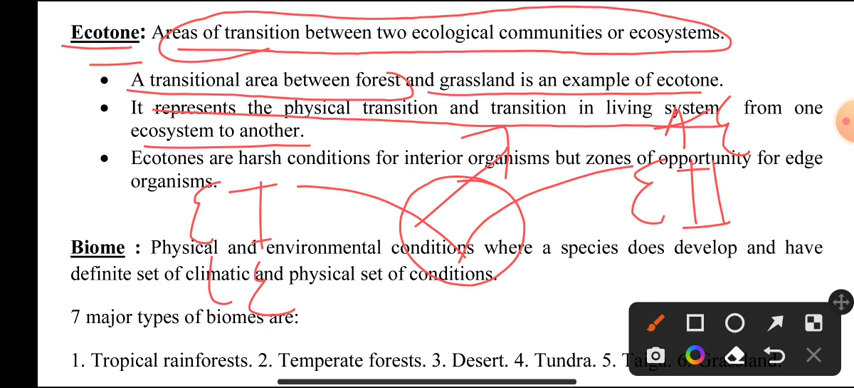 Ecotone: Areas of transition between two ecological communities or ecosystems.
• A transitional area between forest and grassland is an example of ecotone.
• It represents the physical transition and transition in living system from one
ecosystem to another.
• Ecotones are harsh conditions for interior organisms but zones of opportunity for edge
organisms.
I
II
Biome : Physical and environmental conditions where a species does develop and have
definite set of climatic and physical set of conditions.
7 major types of biomes are:
1. Tropical rainforests. 2. Temperate forests. 3. Desert. 4. Tundra. 5. Taiga. 6. Grassland.